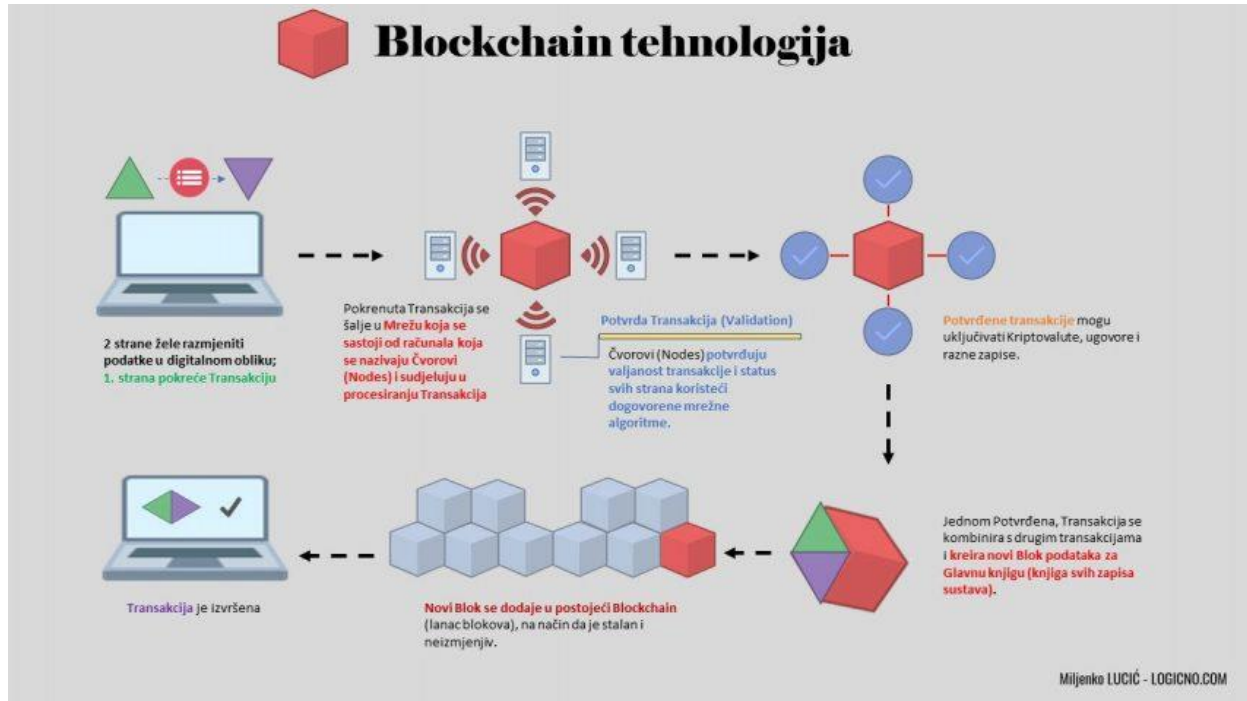 Blockchain tehnologija
2 strane žele razmjeniti
podatke u digitalnom obliku;
1. strana pokreće Transakciju
Pokrenuta Transakcija se
šalje u Mrežu koja se
sastoji od računala koja
se nazivaju Čvorovi
(Nodes) i sudjeluju u
procesiranju Transakcija
Potvrda Transakcija (Validation)
Čvorovi (Nodes) potvrđuju
valjanost transakcije i status
svih strana koristeći
dogovorene mrežne
algoritme.
Potvrđene transakcije mogu
uključivati Kriptovalute, ugovore i
razne zapise.
Jednom Potvrđena, Transakcija se
kombinira s drugim transakcijama
i kreira novi Blok podataka za
Glavnu knjigu (knjiga svih zapisa
sustava).
Novi Blok se dodaje u postojeći Blockchain
(lanac blokova), na način da je stalan i
neizmjenjiv.
Transakcija je izvršena
Miljenko LUCIĆ - LOGICNO.COM